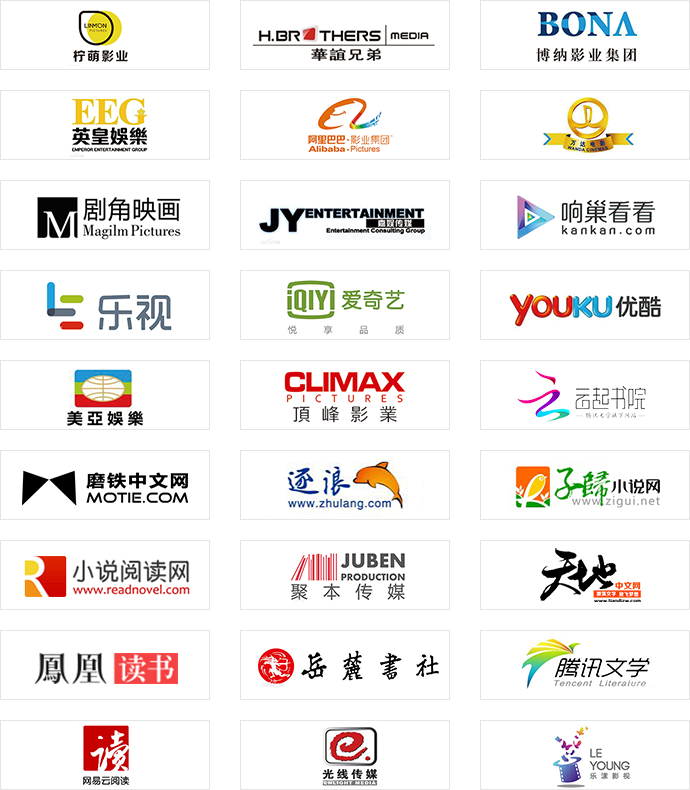 LINMON
PICTURES
柠萌影业
H.BROTHERS MEDIA
華誼兄弟
BONA
博纳影业集团
EEG
英皇娛樂
EMPEROR ENTERTAINMENT GROUP
阿里巴巴·影业集团
Alibaba·Pictures
万达电影
WANDA CINEMAS
M
剧角映画
Magilm Pictures
JY ENTERTAINMENT
Entertainment Consulting Group
响巢看看
kankan.com
乐视
iQIYI 爱奇艺
悦享品质
YOUKU 优酷
美亞娛樂
CLIMAX
PICTURES
頂峰影業
云起书院
磨铁中文网
MOTIE.COM
逐浪
www.zhulang.com
子歸小说网
www.zigui.net
R
小说阅读网
www.readnovel.com
JUBEN
PRODUCTION
聚本传媒
天地中文网
鳳凰读书
岳麓書社
腾讯文学
Tencent Literature
讀
网易云阅读
e
光线传媒
ENLIGHT MEDIA
LE
YOUNG
乐漾影视